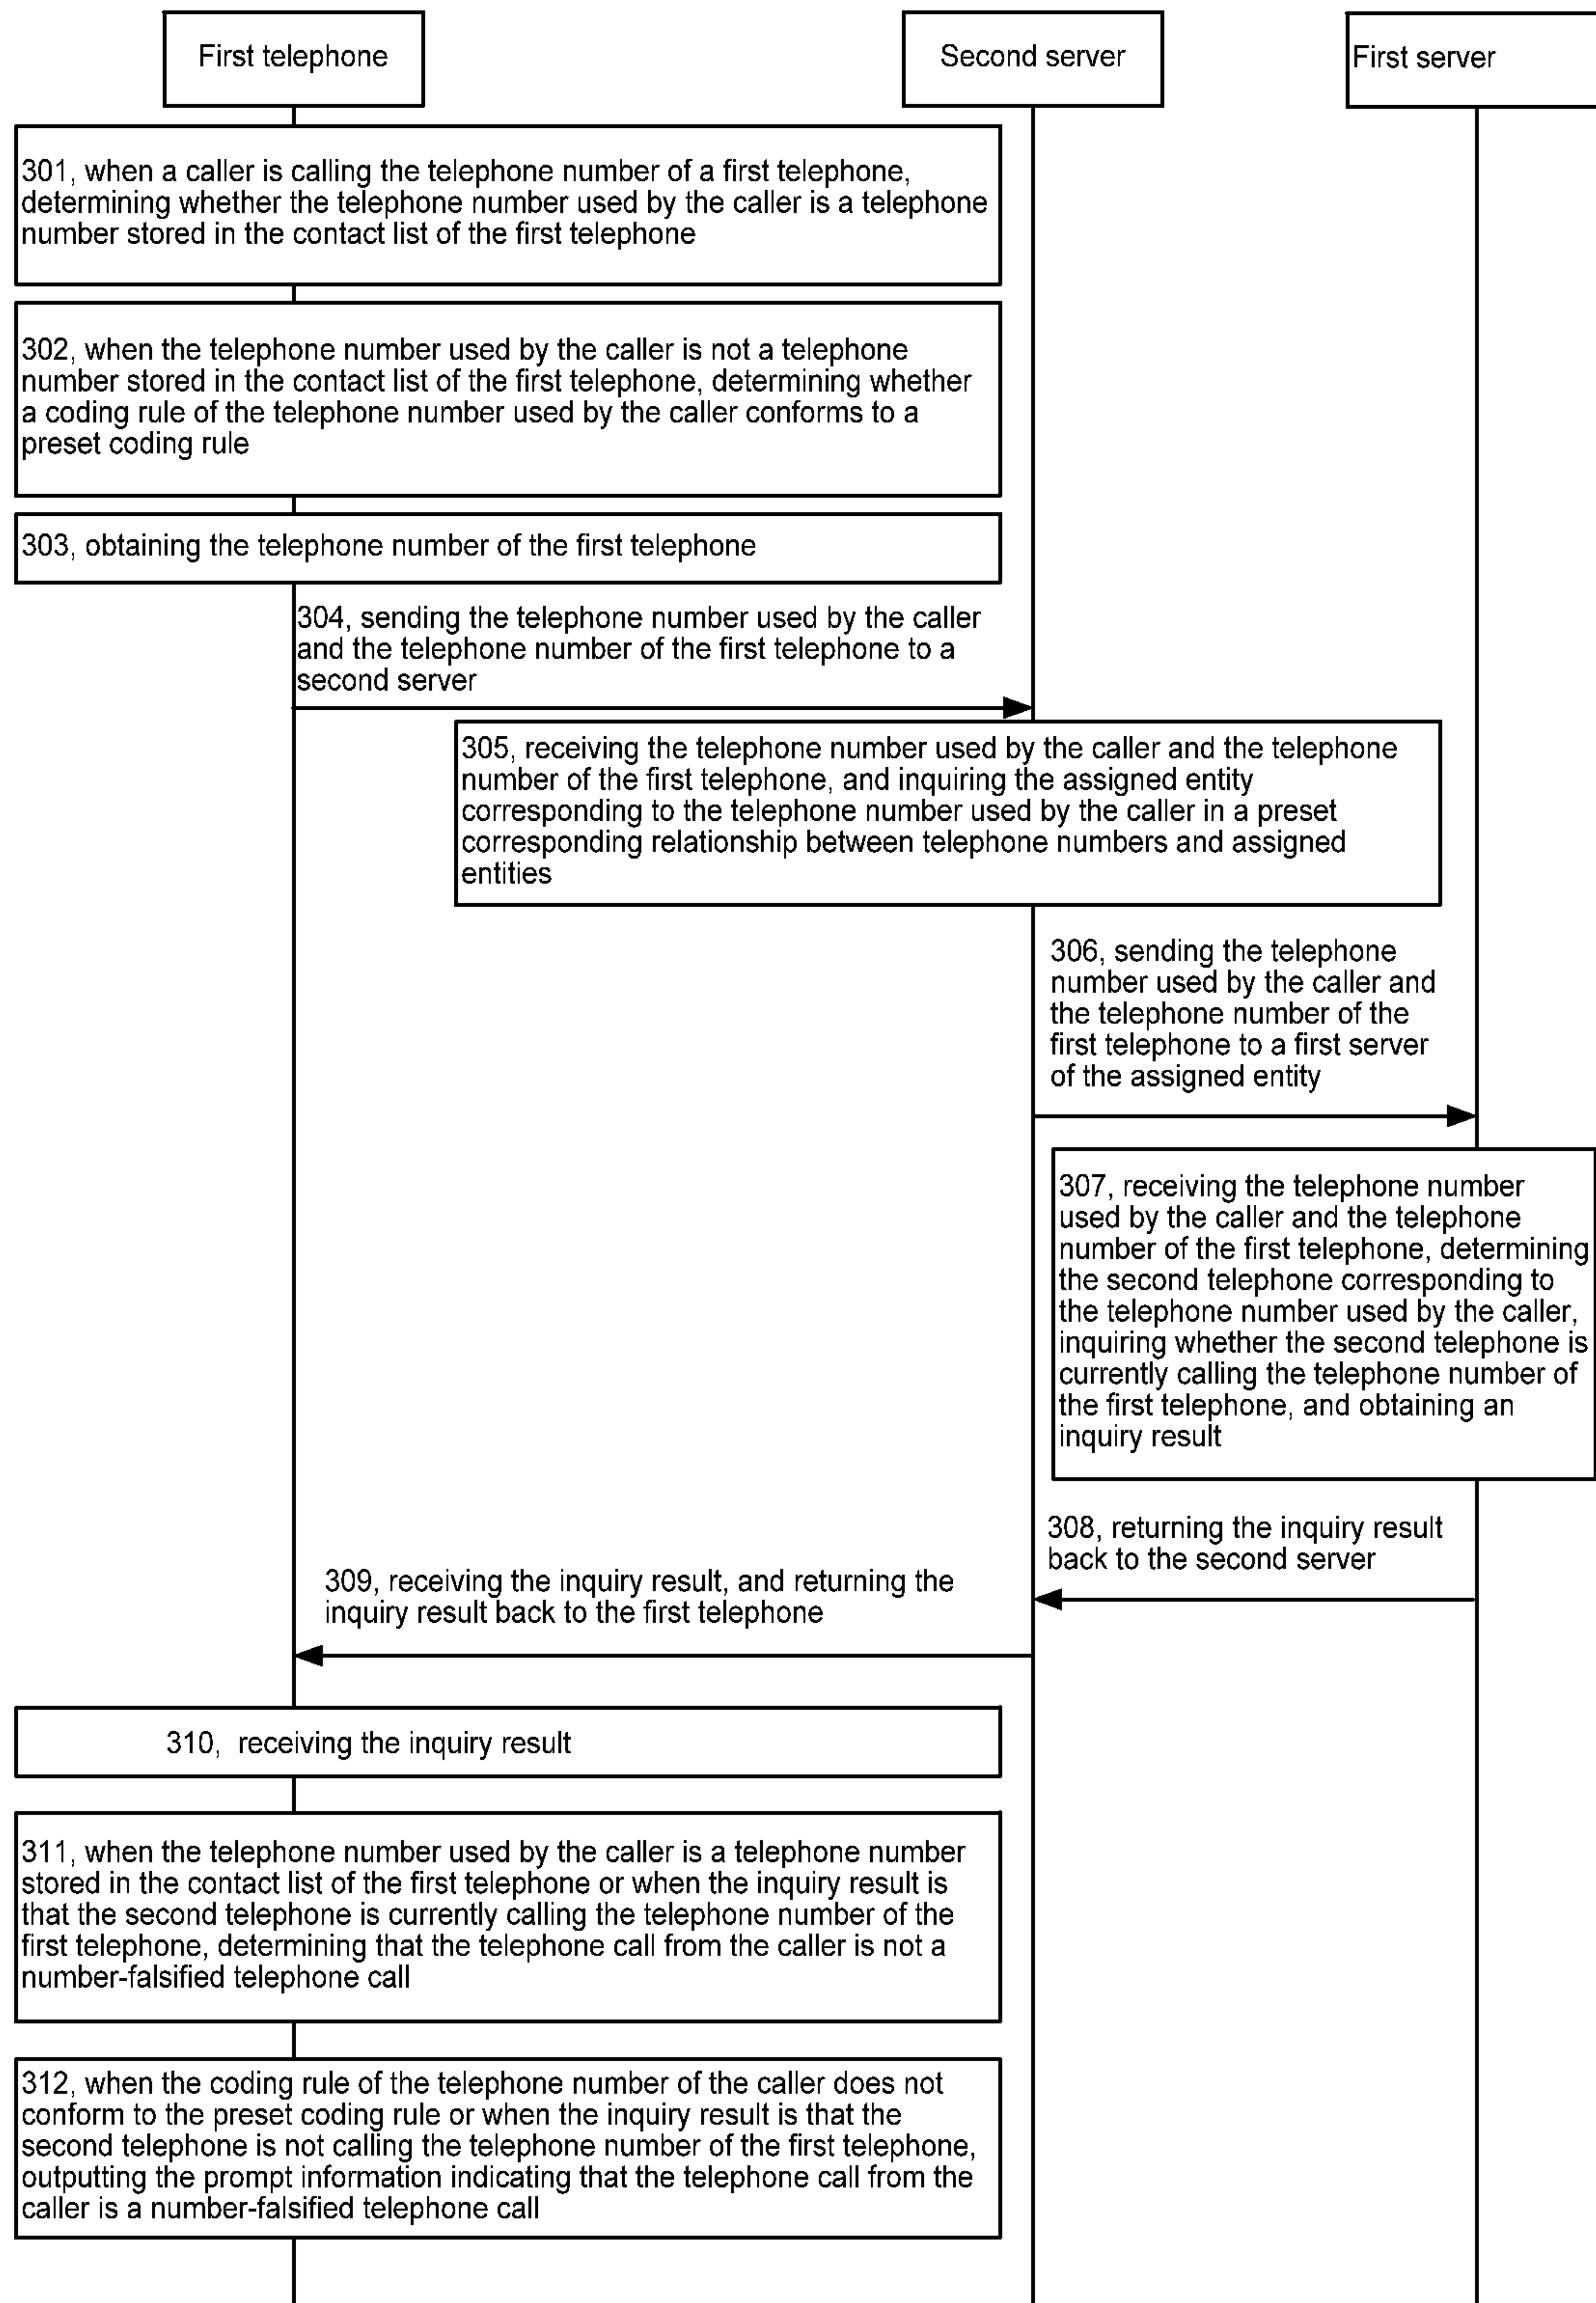 First telephone
Second server
First server
301, when a caller is calling the telephone number of a first telephone,
determining whether the telephone number used by the caller is a telephone
number stored in the contact list of the first telephone
302, when the telephone number used by the caller is not a telephone
number stored in the contact list of the first telephone, determining whether
a coding rule of the telephone number used by the caller conforms to a
preset coding rule
303, obtaining the telephone number of the first telephone
304, sending the telephone number used by the caller
and the telephone number of the first telephone to a
second server
305, receiving the telephone number used by the caller and the telephone
number of the first telephone, and inquiring the assigned entity
corresponding to the telephone number used by the caller in a preset
corresponding relationship between telephone numbers and assigned
entities
306, sending the telephone
number used by the caller and
the telephone number of the
first telephone to a first server
of the assigned entity
307, receiving the telephone number
used by the caller and the telephone
number of the first telephone, determining
the second telephone corresponding to
the telephone number used by the caller,
inquiring whether the second telephone is
currently calling the telephone number of
the first telephone, and obtaining an
inquiry result
308, returning the inquiry result
back to the second server
309, receiving the inquiry result, and returning the
inquiry result back to the first telephone
310, receiving the inquiry result
311, when the telephone number used by the caller is a telephone number
stored in the contact list of the first telephone or when the inquiry result is
that the second telephone is currently calling the telephone number of the
first telephone, determining that the telephone call from the caller is not a
number-falsified telephone call
312, when the coding rule of the telephone number of the caller does not
conform to the preset coding rule or when the inquiry result is that the
second telephone is not calling the telephone number of the first telephone,
outputting the prompt information indicating that the telephone call from the
caller is a number-falsified telephone call